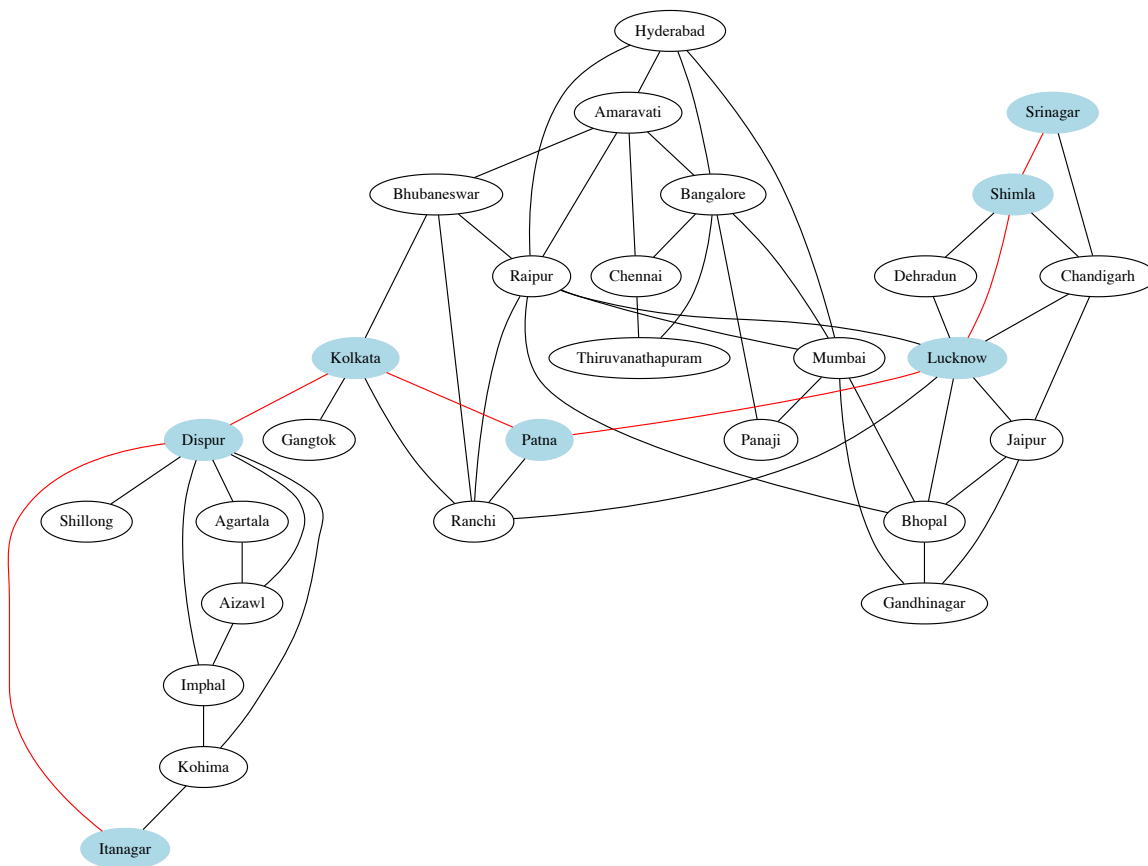 Hyderabad
Amaravati
Srinagar
Bhubaneswar
Bangalore
Shimla
Raipur
Chennai
Dehradun
Chandigarh
Kolkata
Thiruvanathapuram
Mumbai
Lucknow
Dispur
Gangtok
Patna
Panaji
Jaipur
Shillong
Agartala
Ranchi
Bhopal
Aizawl
Gandhinagar
Imphal
Kohima
Itanagar